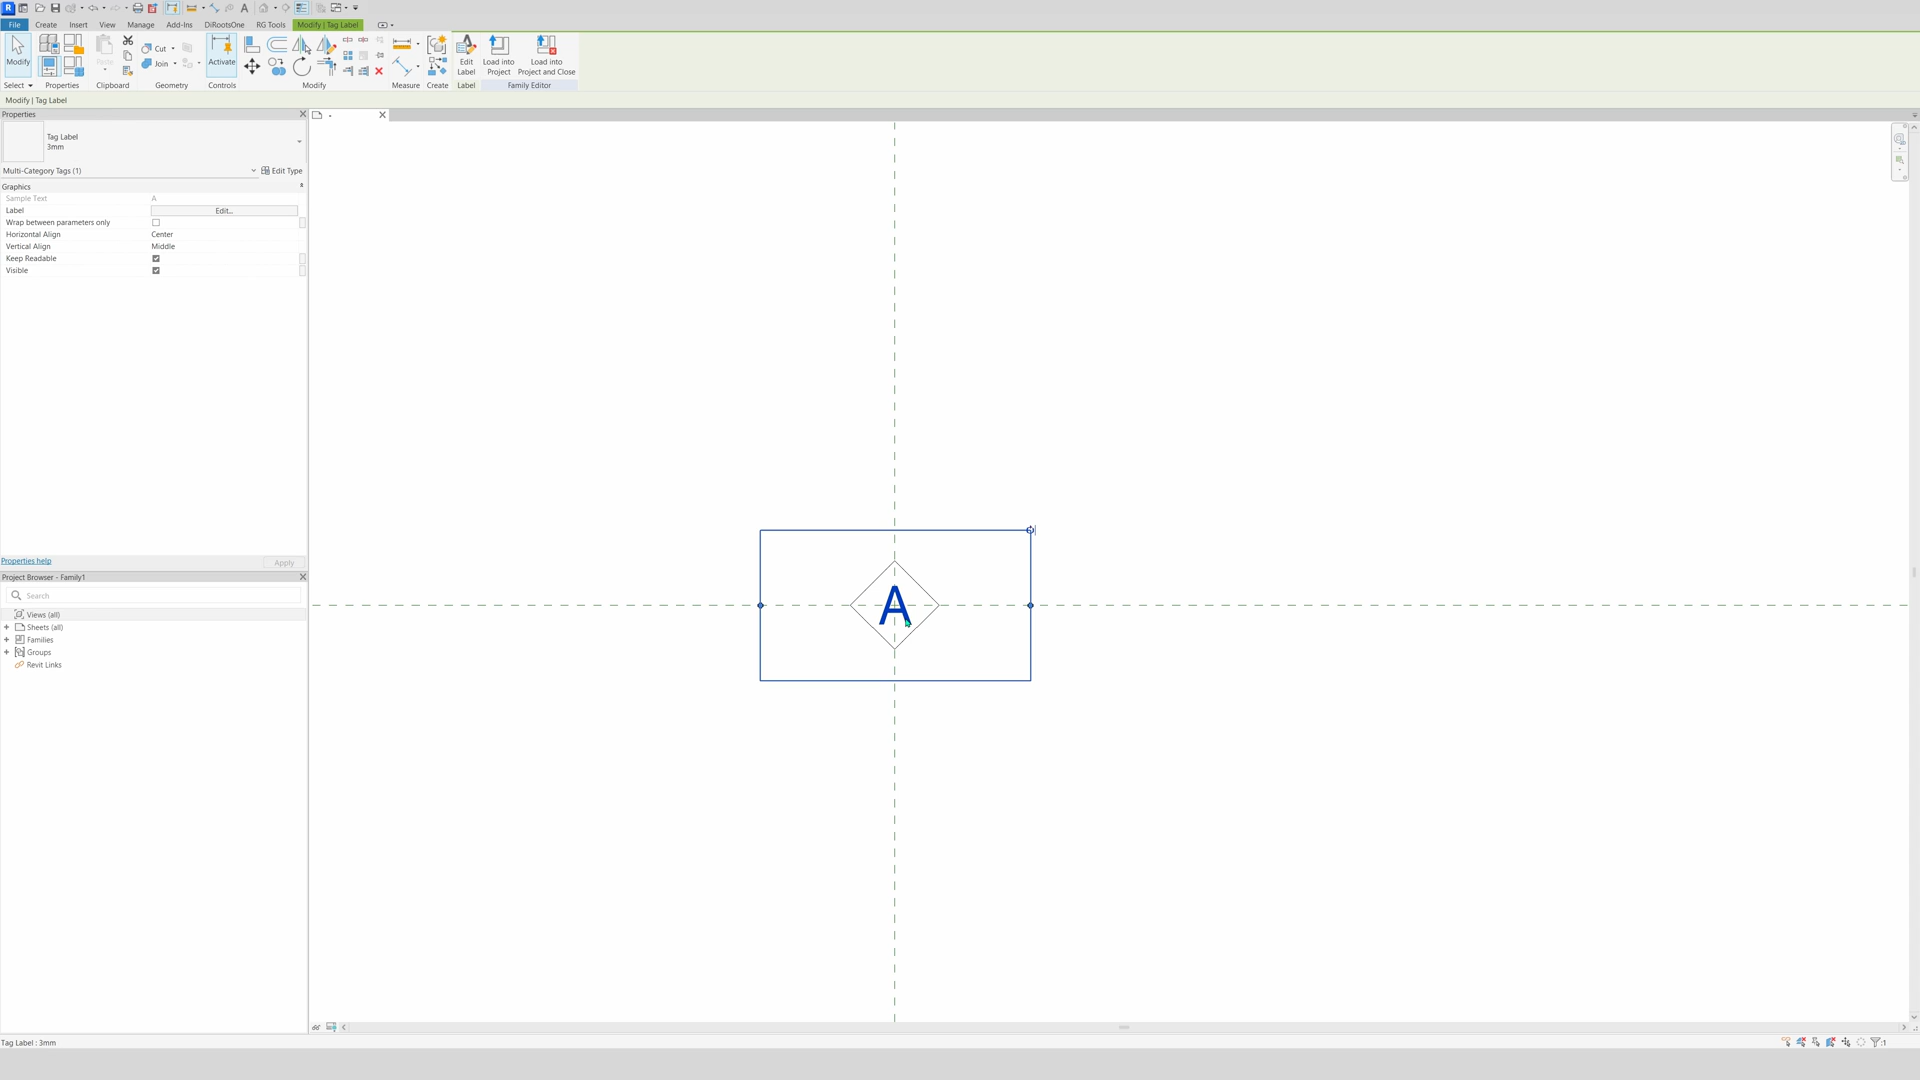 R
File Create Insert View Manage Add-Ins DiRootsOne RG Tools Modify | Tag Label
Modify
Paste
Cut
Join
Activate
Edit Label
Load into Project
Load into Project and Close
Select Properties Clipboard Geometry Controls Modify Measure Create Label Family Editor
Modify | Tag Label
Properties
Tag Label
3mm
Multi-Category Tags (1) Edit Type
Graphics
Sample Text A
Label Edit...
Wrap between parameters only
Horizontal Align Center
Vertical Align Middle
Keep Readable
Visible
Properties help Apply
Project Browser - Family1
Search
Views (all)
Sheets (all)
Families
Groups
Revit Links
A
Tag Label : 3mm
:1